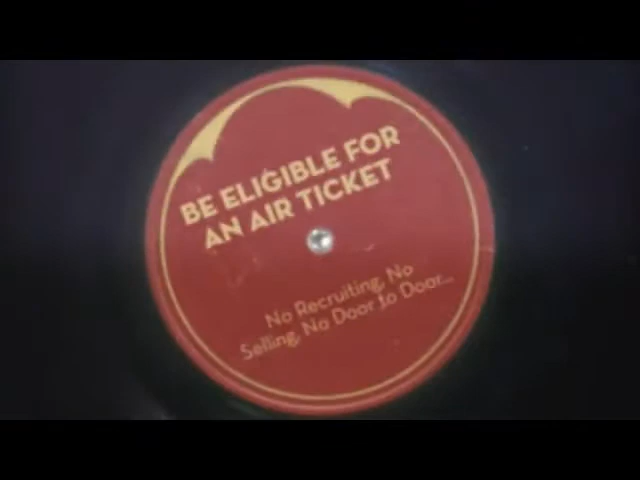 BE ELIGIBLE FOR
AN AIR TICKET
No Recruiting, No
Selling, No Door to Door...